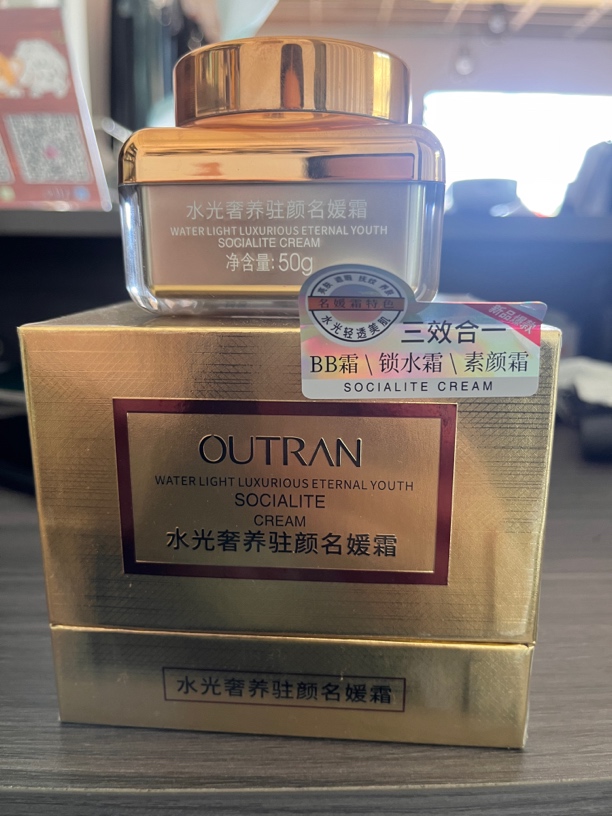 水光奢养驻颜名媛霜
WATER LIGHT LUXURIOUS ETERNAL YOUTH
SOCIALITE CREAM
净含量:50g
名媛霜特色
水光轻透美肌
新品爆款
三效合一
BB霜 \ 锁水霜 \ 素颜霜
SOCIALITE CREAM
OUTRAN
WATER LIGHT LUXURIOUS ETERNAL YOUTH
SOCIALITE
CREAM
水光奢养驻颜名媛霜
水光奢养驻颜名媛霜